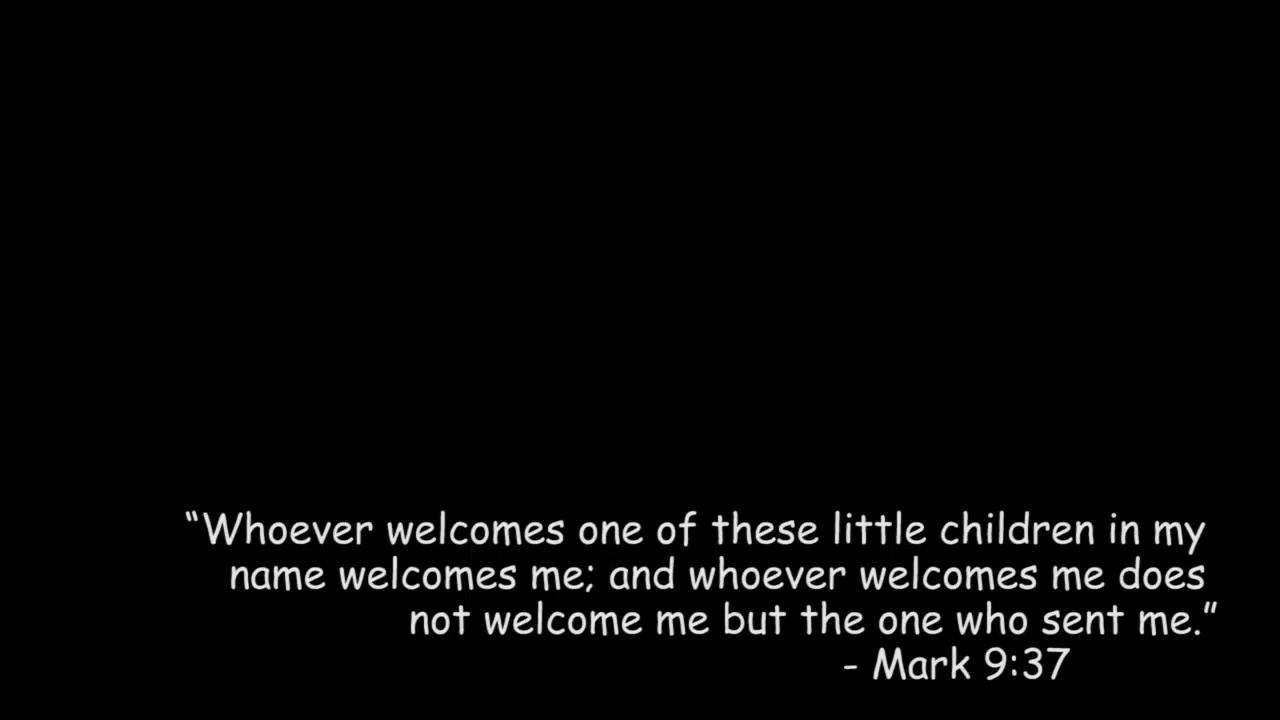 “Whoever welcomes one of these little children in my
name welcomes me; and whoever welcomes me does
not welcome me but the one who sent me.”
- Mark 9:37